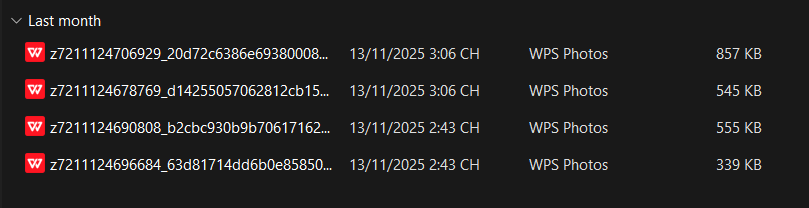 Last month
z7211124706929_20d72c6386e69380008... 13/11/2025 3:06 CH WPS Photos 857 KB
z7211124678769_d14255057062812cb15... 13/11/2025 3:06 CH WPS Photos 545 KB
z7211124690808_b2cbc930b9b70617162... 13/11/2025 2:43 CH WPS Photos 555 KB
z7211124696684_63d81714dd6b0e85850... 13/11/2025 2:43 CH WPS Photos 339 KB